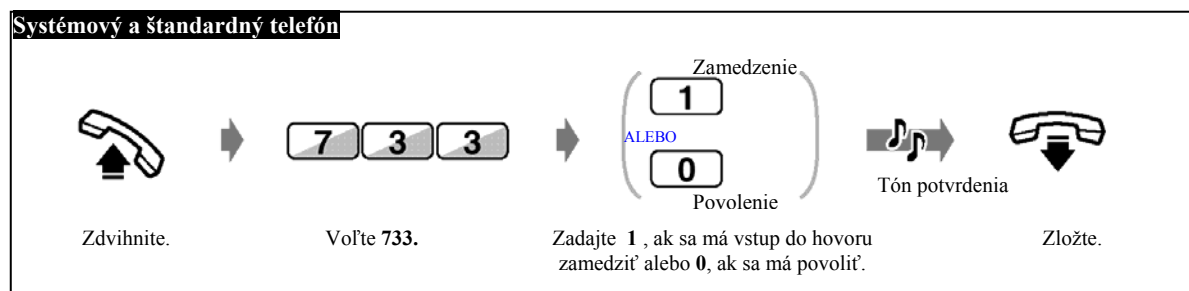 Systémový a štandardný telefón
Zamedzenie
1
7 3 3
ALEBO
0
Povolenie
Tón potvrdenia
Zdvihnite.
Voľte 733.
Zadajte 1 , ak sa má vstup do hovoru
zamedziť alebo 0, ak sa má povoliť.
Zložte.